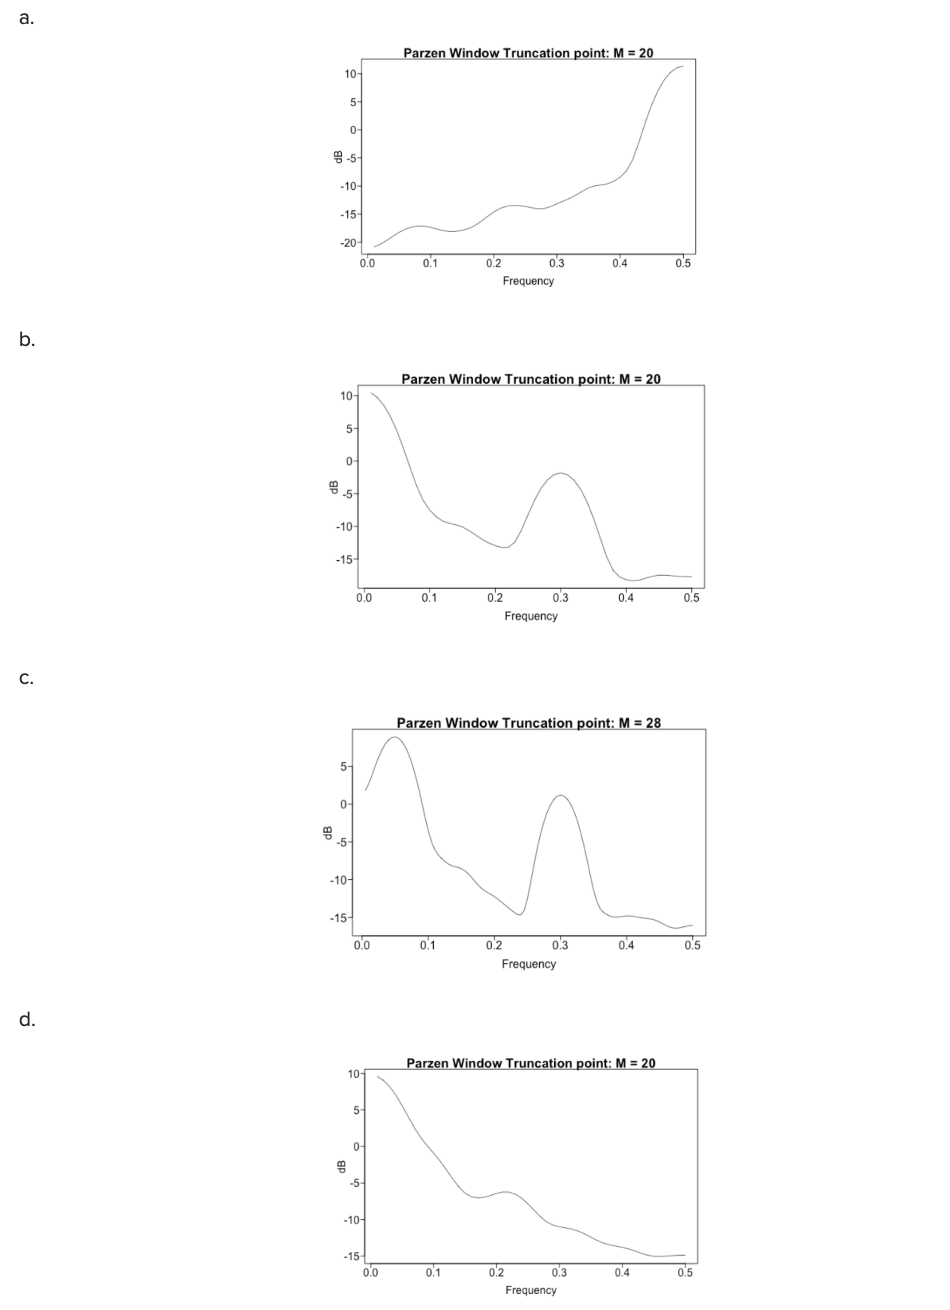 a.
Parzen Window Truncation point: M = 20
10
5
0
-5
-10
-15
-20
dB
0.0 0.1 0.2 0.3 0.4 0.5
Frequency
b.
Parzen Window Truncation point: M = 20
10
5
0
-5
-10
-15
dB
0.0 0.1 0.2 0.3 0.4 0.5
Frequency
c.
Parzen Window Truncation point: M = 28
5
0
-5
-10
-15
dB
0.0 0.1 0.2 0.3 0.4 0.5
Frequency
d.
Parzen Window Truncation point: M = 20
10
5
0
-5
-10
-15
dB
0.0 0.1 0.2 0.3 0.4 0.5
Frequency